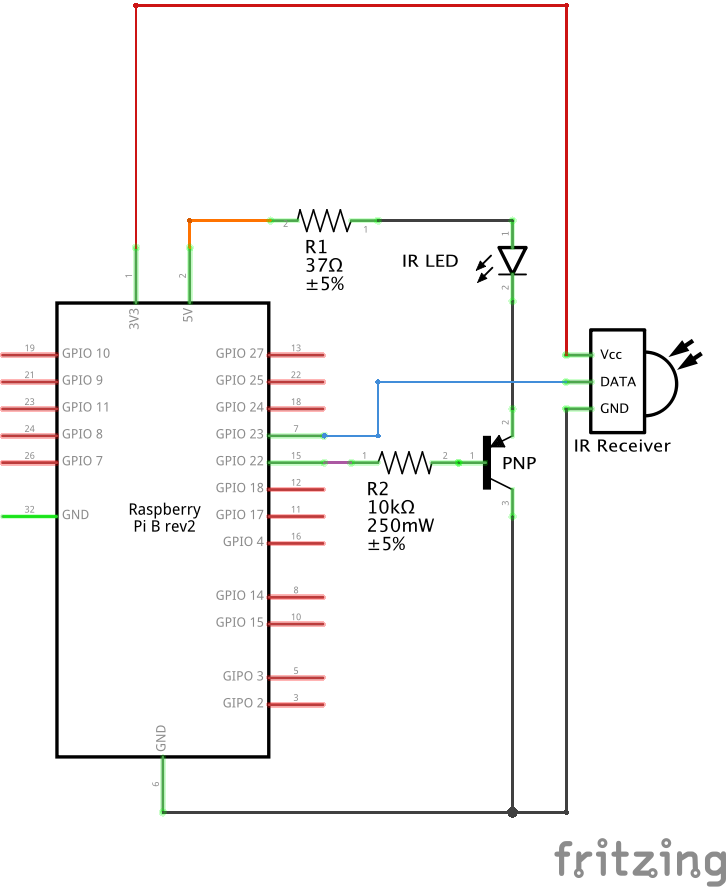 2
1
R1
37Ω
±5%
IR LED
1
2
1
2
3V3
5V
19
GPIO 10
GPIO 27
13
21
GPIO 9
GPIO 25
22
23
GPIO 11
GPIO 24
18
24
GPIO 8
GPIO 23
7
26
GPIO 7
GPIO 22
15
GPIO 18
12
32
GND
GPIO 17
11
GPIO 4
16
Raspberry
Pi B rev2
GPIO 14
8
GPIO 15
10
GIPO 3
5
GIPO 2
3
GND
6
1
2
R2
10kΩ
250mW
±5%
1
2
3
PNP
Vcc
DATA
GND
IR Receiver
fritzing